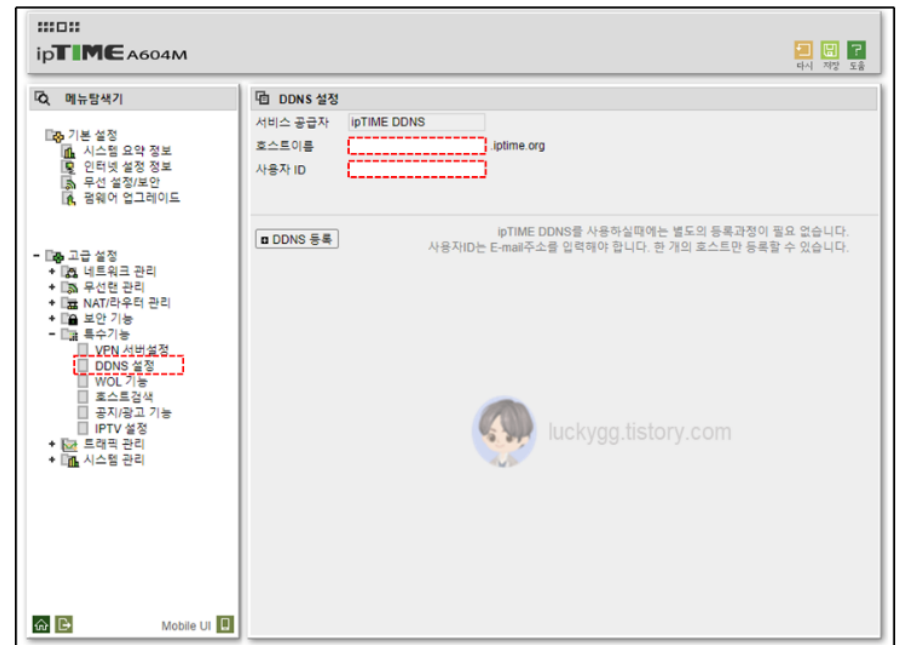 ipTIME A604M
다시 저장 도움
메뉴탐색기
기본 설정
시스템 요약 정보
인터넷 설정 정보
무선 설정/보안
펌웨어 업그레이드
고급 설정
네트워크 관리
무선랜 관리
NAT/라우터 관리
보안 기능
특수기능
VPN 서버설정
DDNS 설정
WOL 기능
호스트검색
공지/광고 기능
IPTV 설정
트래픽 관리
시스템 관리
Mobile UI
DDNS 설정
서비스 공급자 ipTIME DDNS
호스트이름 .iptime.org
사용자 ID
DDNS 등록
ipTIME DDNS를 사용하실때에는 별도의 등록과정이 필요 없습니다.
사용자ID는 E-mail주소를 입력해야 합니다. 한 개의 호스트만 등록할 수 있습니다.
luckygg.tistory.com